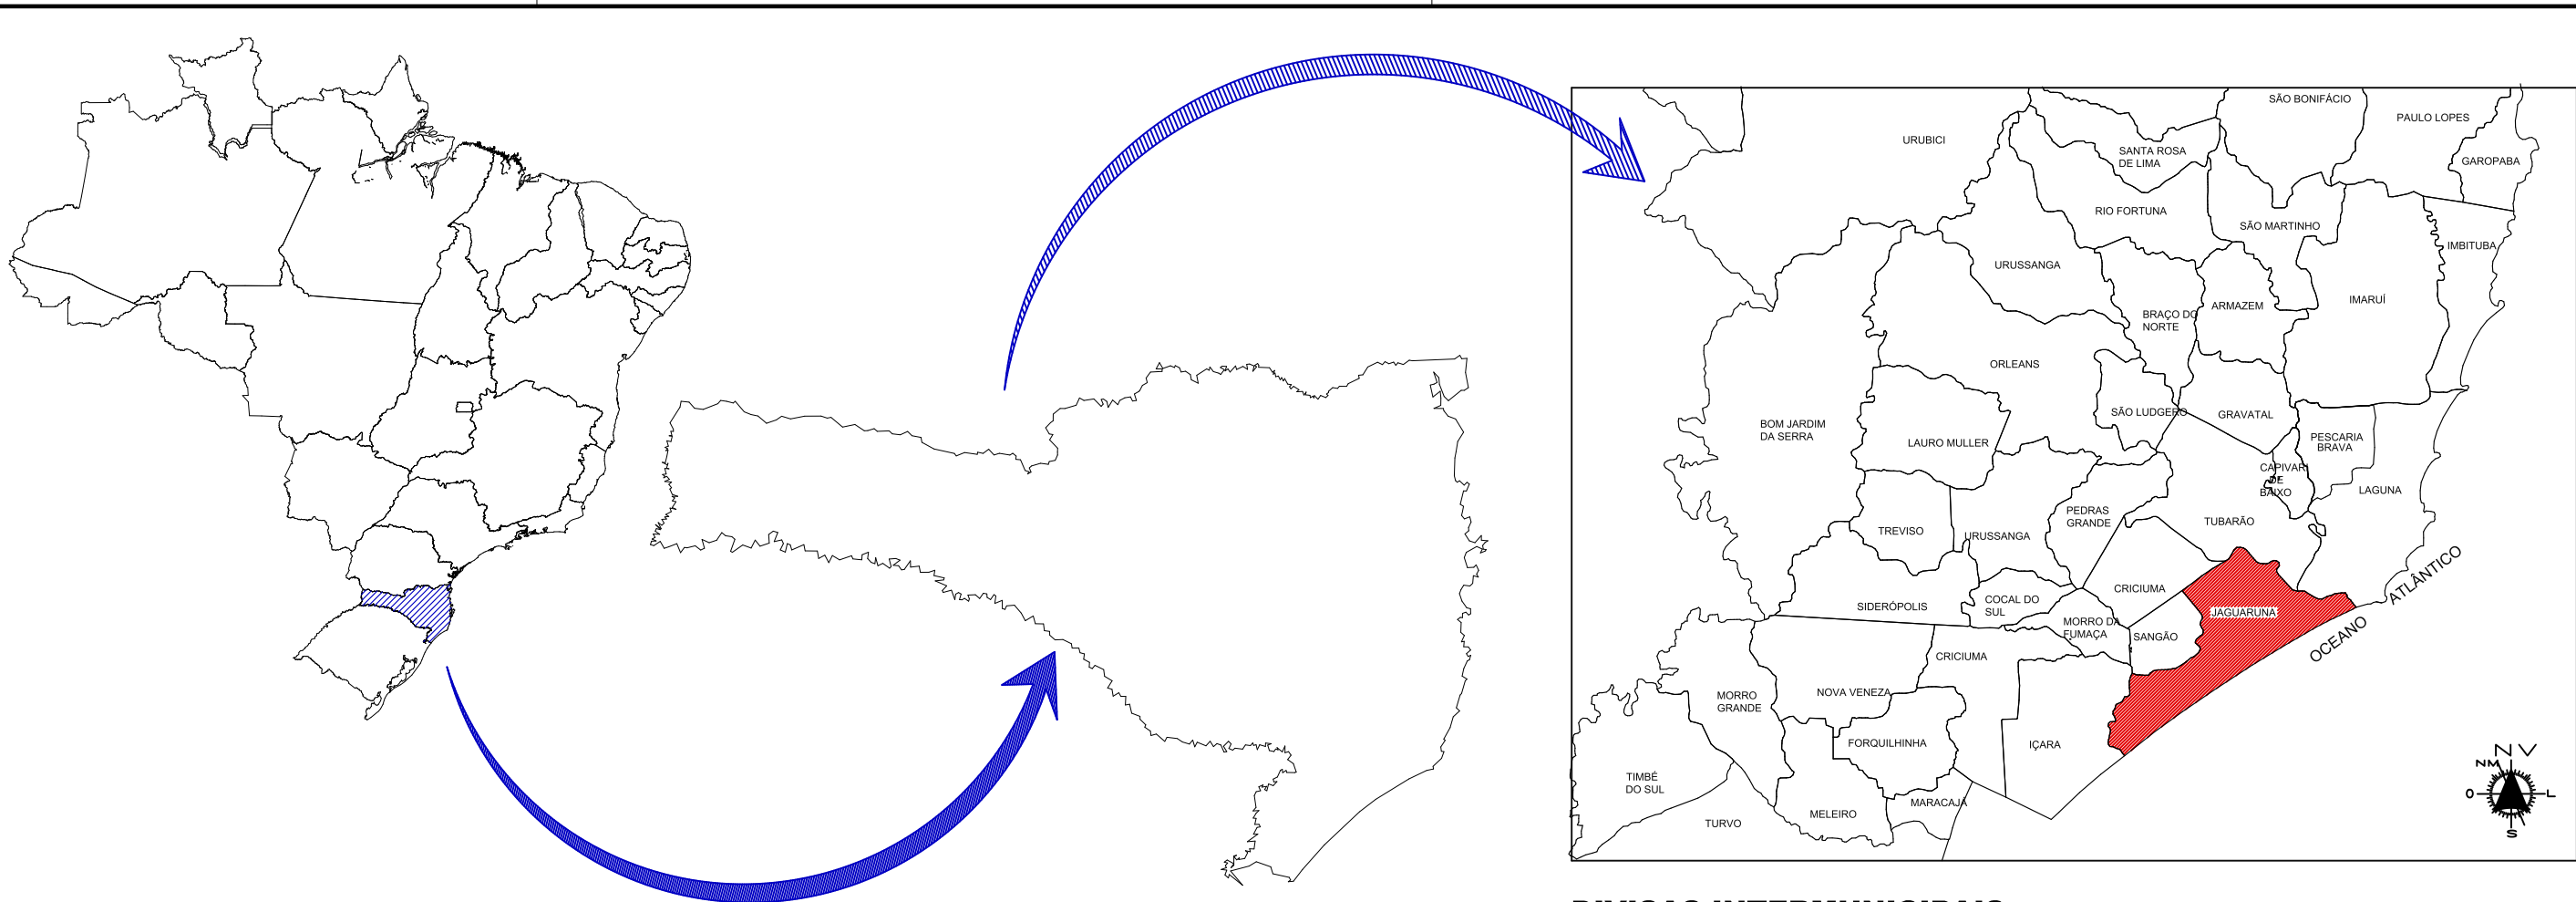 SÃO BONIFÁCIO
PAULO LOPES
URUBICI
SANTA ROSA
DE LIMA
GAROPABA
RIO FORTUNA
SÃO MARTINHO
IMBITUBA
URUSSANGA
IMARUÍ
ARMAZEM
BRAÇO DO
NORTE
ORLEANS
SÃO LUDGERO
GRAVATAL
BOM JARDIM
DA SERRA
LAURO MULLER
PESCARIA
BRAVA
CAPIVARI
DE
BAIXO
LAGUNA
PEDRAS
GRANDE
TUBARÃO
TREVISO
URUSSANGA
CRICIUMA
ATLÂNTICO
SIDERÓPOLIS
COCAL DO
SUL
JAGUARUNA
MORRO DA
FUMAÇA
SANGÃO
OCEANO
CRICIUMA
MORRO
GRANDE
NOVA VENEZA
FORQUILHINHA
IÇARA
TIMBÉ
DO SUL
MARACAJÁ
MELEIRO
TURVO
N V
NM
O L
S